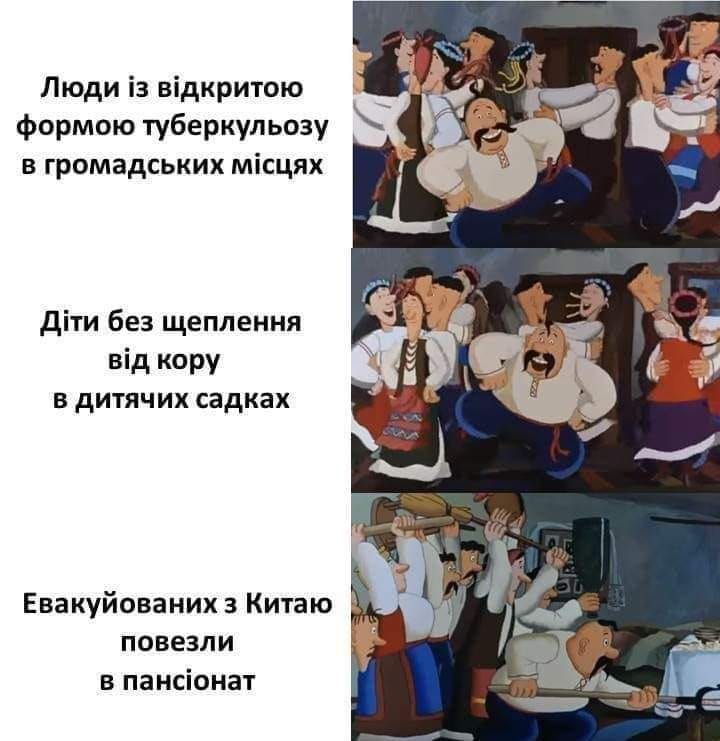 Люди із відкритою
формою туберкульозу
в громадських місцях
Діти без щеплення
від кору
в дитячих садках
Евакуйованих з Китаю
повезли
в пансіонат